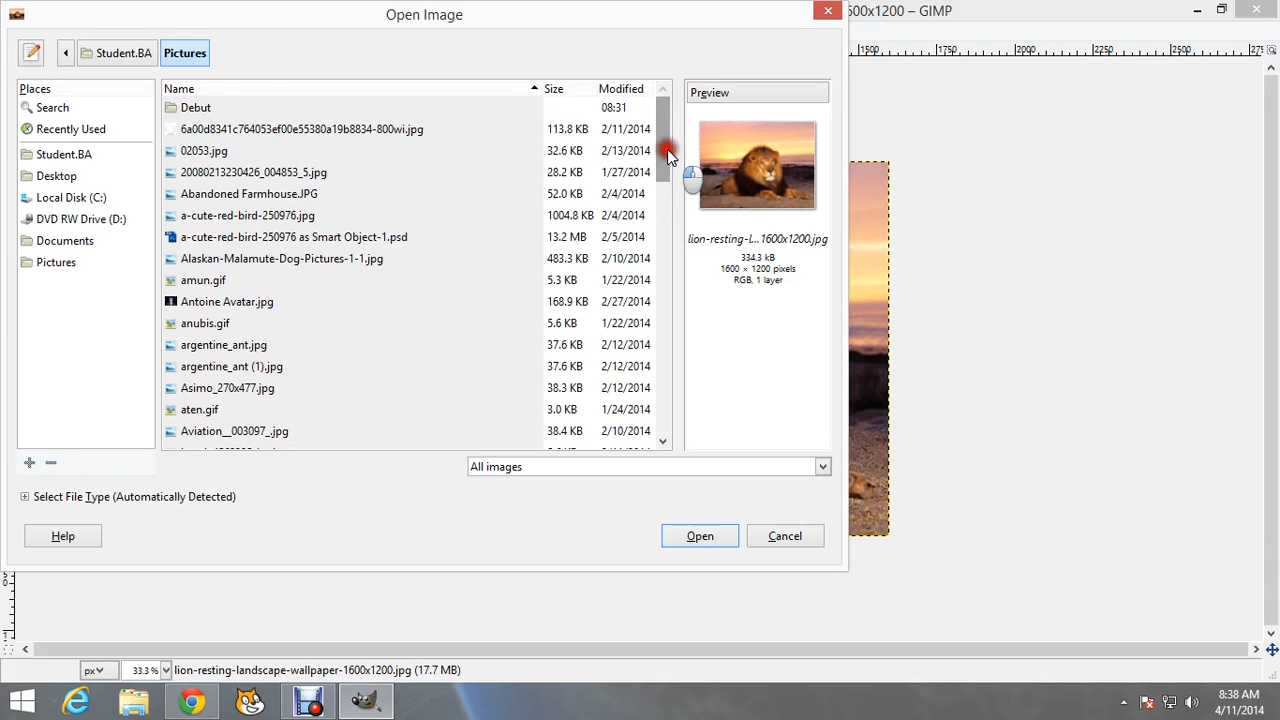 Open Image
600x1200 – GIMP
Student.BA
Pictures
1500
1750
2000
2250
2500
275
Places
Search
Recently Used
Student.BA
Desktop
Local Disk (C:)
DVD RW Drive (D:)
Documents
Pictures
Name Size Modified
Debut 08:31
6a00d8341c764053ef00e55380a19b8834-800wi.jpg 113.8 KB 2/11/2014
02053.jpg 32.6 KB 2/13/2014
20080213230426_004853_5.jpg 28.2 KB 1/27/2014
Abandoned Farmhouse.JPG 52.0 KB 2/4/2014
a-cute-red-bird-250976.jpg 1004.8 KB 2/4/2014
a-cute-red-bird-250976 as Smart Object-1.psd 13.2 MB 2/5/2014
Alaskan-Malamute-Dog-Pictures-1-1.jpg 483.3 KB 2/10/2014
amun.gif 5.3 KB 1/22/2014
Antoine Avatar.jpg 168.9 KB 2/27/2014
anubis.gif 5.6 KB 1/22/2014
argentine_ant.jpg 37.6 KB 2/12/2014
argentine_ant (1).jpg 37.6 KB 2/12/2014
Asimo_270x477.jpg 38.3 KB 2/12/2014
aten.gif 3.0 KB 1/24/2014
Aviation__003097_.jpg 38.4 KB 2/10/2014
Preview
lion-resting-l...1600x1200.jpg
334.3 kB
1600 × 1200 pixels
RGB, 1 layer
All images
Select File Type (Automatically Detected)
Help
Open
Cancel
px 33.3 % lion-resting-landscape-wallpaper-1600x1200.jpg (17.7 MB)
8:38 AM
4/11/2014